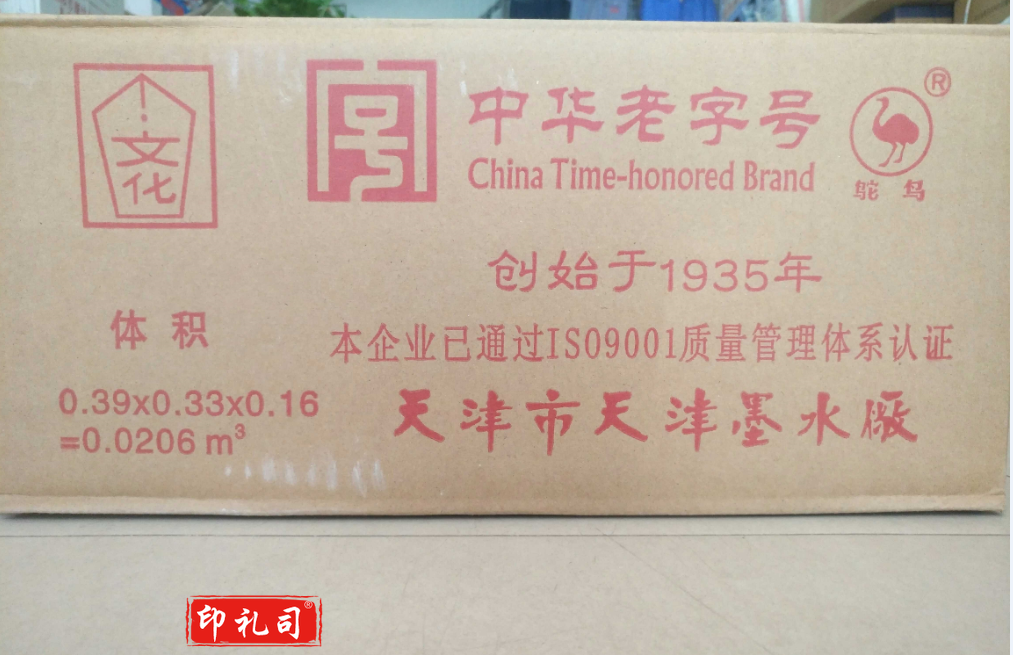 文化
中华老字号
China Time-honored Brand
®
鸵鸟
创始于1935年
体积
本企业已通过ISO9001质量管理体系认证
0.39x0.33x0.16
=0.0206 m³
天津市天津墨水厰
印礼司®